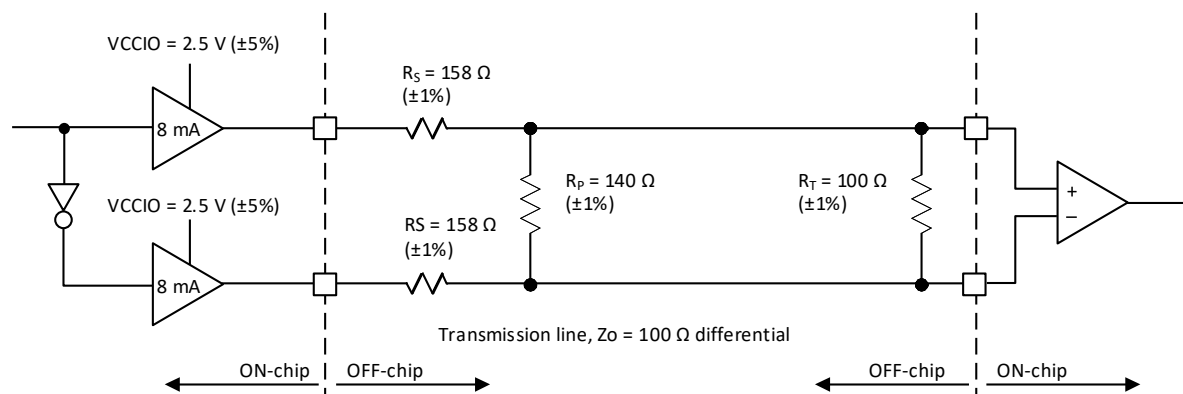 VCCIO = 2.5 V (±5%)
8 mA
VCCIO = 2.5 V (±5%)
8 mA
RS = 158 Ω
(±1%)
RS = 158 Ω
(±1%)
RP = 140 Ω
(±1%)
RT = 100 Ω
(±1%)
+
–
Transmission line, Zo = 100 Ω differential
ON-chip
OFF-chip
OFF-chip
ON-chip